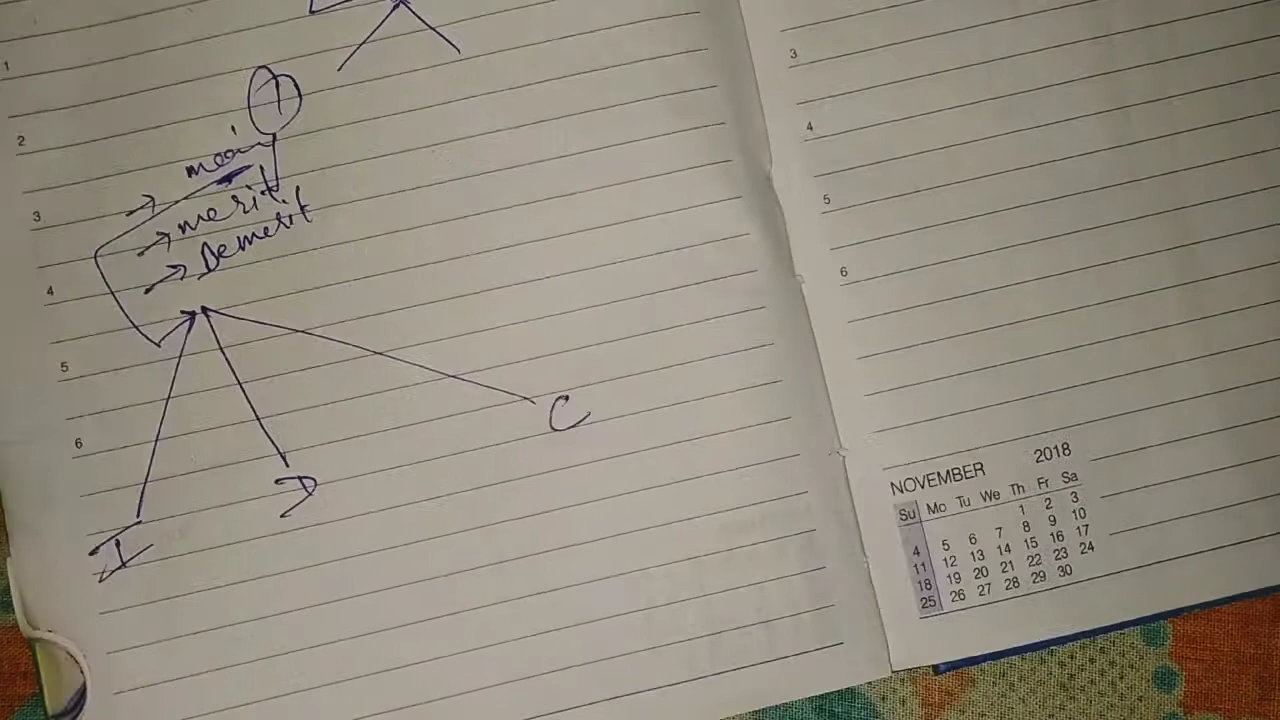 1
2
3
4
5
6
1
mean
→ merit
→ Demerit
I
D
C
3
4
5
6
NOVEMBER 2018
Su Mo Tu We Th Fr Sa
1 2 3
4 5 6 7 8 9 10
11 12 13 14 15 16 17
18 19 20 21 22 23 24
25 26 27 28 29 30